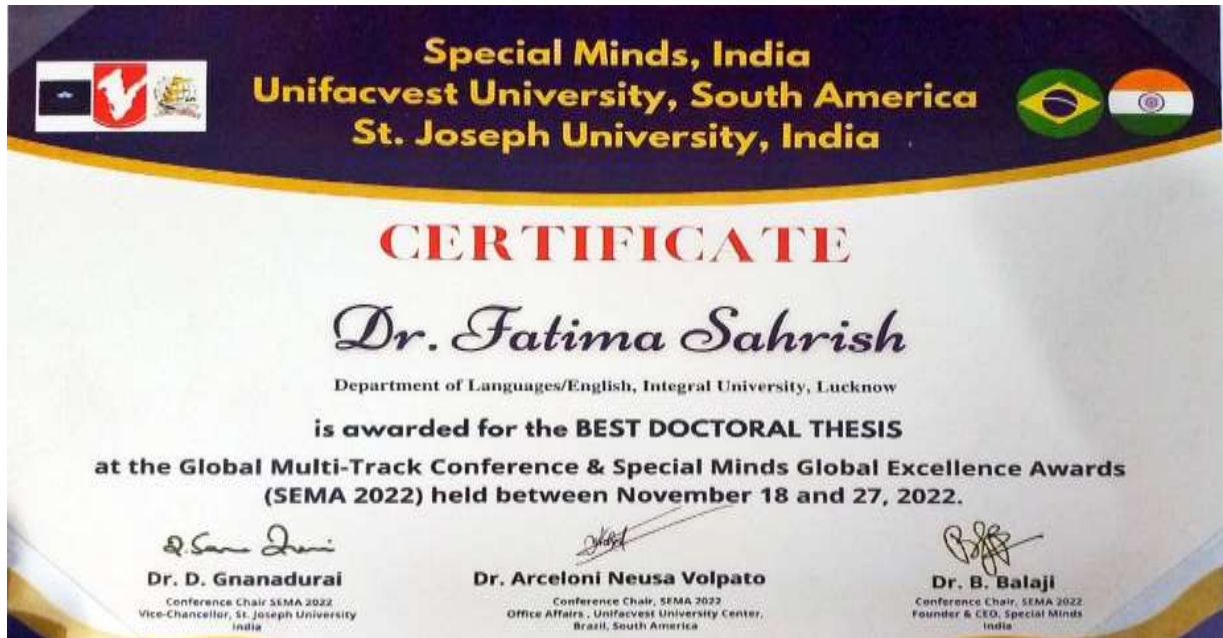 Special Minds, India
Unifacvest University, South America
St. Joseph University, India
CERTIFICATE
Dr. Fatima Sahrish
Department of Languages/English, Integral University, Lucknow
is awarded for the BEST DOCTORAL THESIS
at the Global Multi-Track Conference & Special Minds Global Excellence Awards
(SEMA 2022) held between November 18 and 27, 2022.
Dr. D. Gnanadurai
Conference Chair SEMA 2022
Vice-Chancellor, St. Joseph University
India
Dr. Arceloni Neusa Volpato
Conference Chair, SEMA 2022
Office Affairs , Unifacvest University Center,
Brazil, South America
Dr. B. Balaji
Conference Chair, SEMA 2022
Founder & CEO, Special Minds
India